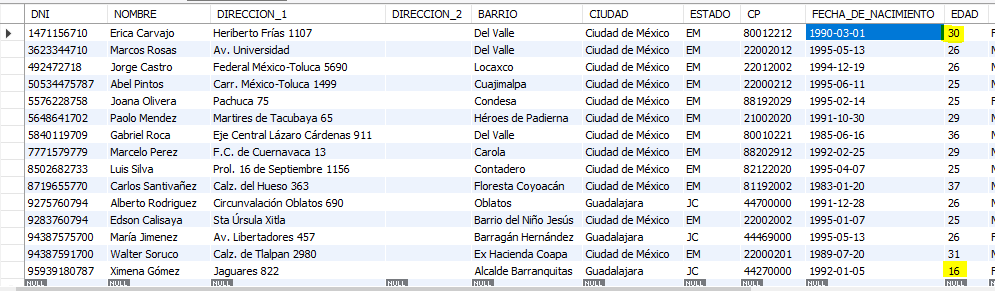 DNI NOMBRE DIRECCION_1 DIRECCION_2 BARRIO CIUDAD ESTADO CP FECHA_DE_NACIMIENTO EDAD
1471156710 Erica Carvajo Heriberto Frías 1107 Del Valle Ciudad de México EM 80012212 1990-03-01 30
3623344710 Marcos Rosas Av. Universidad Del Valle Ciudad de México EM 22002012 1995-05-13 26
492472718 Jorge Castro Federal México-Toluca 5690 Locaxco Ciudad de México EM 22012002 1994-12-19 26
50534475787 Abel Pintos Carr. México-Toluca 1499 Cuajimalpa Ciudad de México EM 22000212 1995-06-11 25
5576228758 Joana Olivera Pachuca 75 Condesa Ciudad de México EM 88192029 1995-02-14 25
5648641702 Paolo Mendez Martires de Tacubaya 65 Héroes de Padierna Ciudad de México EM 21002020 1991-10-30 29
5840119709 Gabriel Roca Eje Central Lázaro Cárdenas 911 Del Valle Ciudad de México EM 80010221 1985-06-16 36
7771579779 Marcelo Perez F.C. de Cuernavaca 13 Carola Ciudad de México EM 88202912 1992-02-25 29
8502682733 Luis Silva Prol. 16 de Septiembre 1156 Contadero Ciudad de México EM 82122020 1995-04-07 25
8719655770 Carlos Santivañez Calz. del Hueso 363 Floresta Coyoacán Ciudad de México EM 81192002 1983-01-20 37
9275760794 Alberto Rodriguez Circunvalación Oblatos 690 Oblatos Guadalajara JC 44700000 1991-12-28 26
9283760794 Edson Calisaya Sta Úrsula Xitla Barrio del Niño Jesús Ciudad de México EM 22002002 1995-01-07 25
94387575700 María Jimenez Av. Libertadores 457 Barragán Hernández Guadalajara JC 44469000 1995-05-13 26
94387591700 Walter Soruco Calz. de Tlalpan 2980 Ex Hacienda Coapa Ciudad de México EM 22000201 1989-07-20 31
95939180787 Ximena Gómez Jaguares 822 Alcalde Barranquitas Guadalajara JC 44270000 1992-01-05 16
NULL NULL NULL NULL NULL NULL NULL NULL NULL NULL